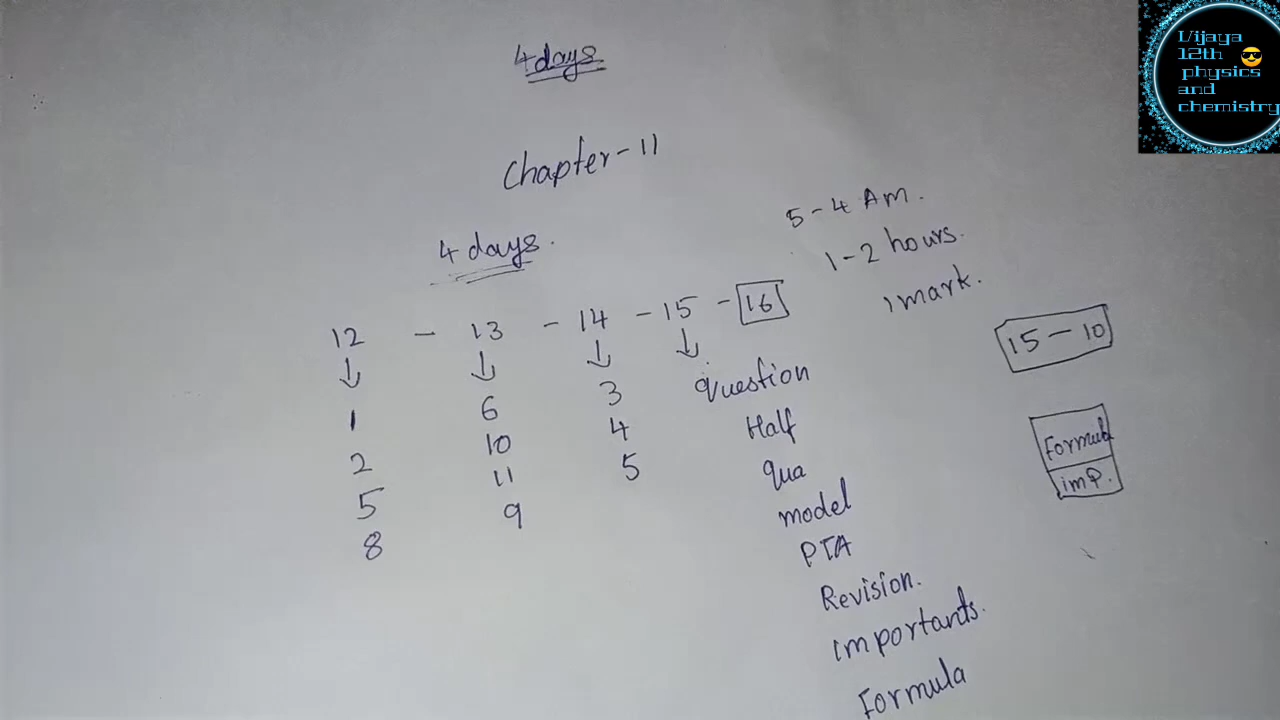 4 days
Chapter-11
4 days.
12 - 13 - 14 - 15 - 16
1 6 3 question
2 10 4 Half
5 11 5 qua
8 9 model
PTA
Revision.
importants.
Formula
5-4 Am.
1-2 hours.
1 mark.
15-10
Formula
imp.
Vijaya
12th
physics
and
chemistry